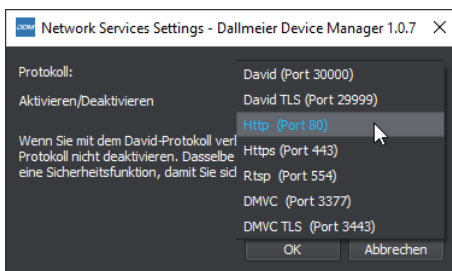 DDM Network Services Settings - Dallmeier Device Manager 1.0.7
Protokoll:
David (Port 30000)
Aktivieren/Deaktivieren
David TLS (Port 29999)
Http (Port 80)
Wenn Sie mit dem David-Protokoll verl
Https (Port 443)
Protokoll nicht deaktivieren. Dasselbe
eine Sicherheitsfunktion, damit Sie sich
Rtsp (Port 554)
DMVC (Port 3377)
DMVC TLS (Port 3443)
OK Abbrechen